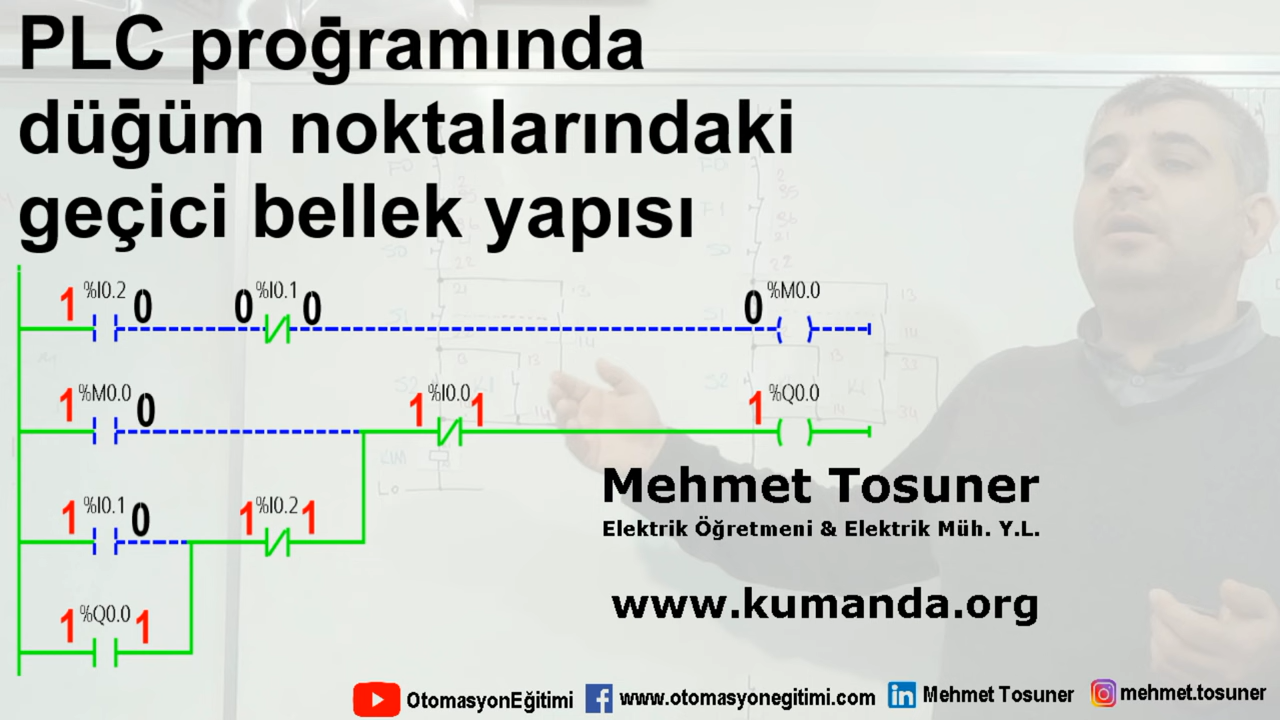 PLC programında
düğüm noktalarındaki
geçici bellek yapısı
1 %I0.2 0 0 %I0.1 0 0 %M0.0
1 %M0.0 0 1 %I0.0 1 1 %Q0.0
1 %I0.1 0 1 %I0.2 1
1 %Q0.0 1
Mehmet Tosuner
Elektrik Öğretmeni & Elektrik Müh. Y.L.
www.kumanda.org
OtomasyonEğitimi www.otomasyonegitimi.com in Mehmet Tosuner mehmet.tosuner